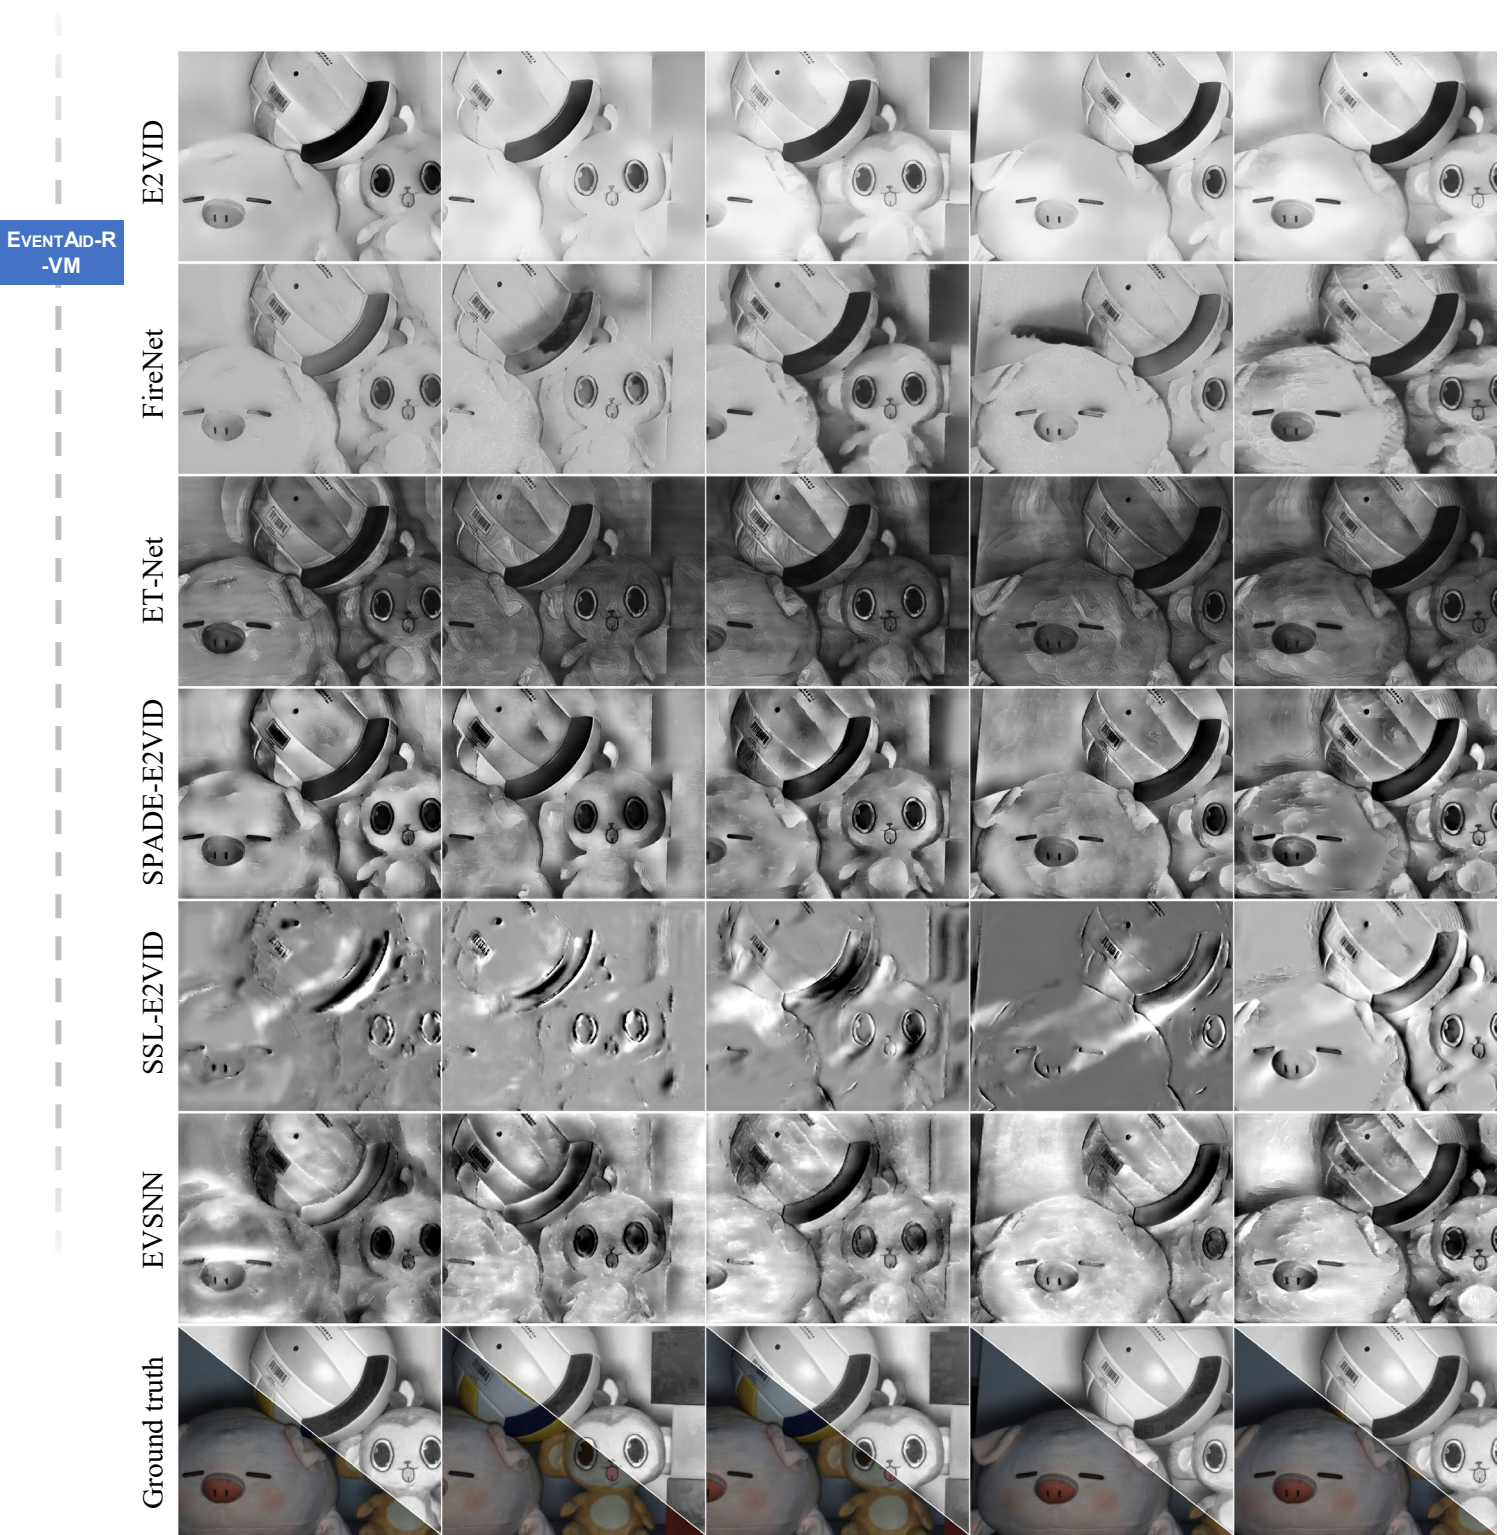 E2VID
EVENTAID-R
-VM
FireNet
ET-Net
SPADE-E2VID
SSL-E2VID
EVSNN
Ground truth